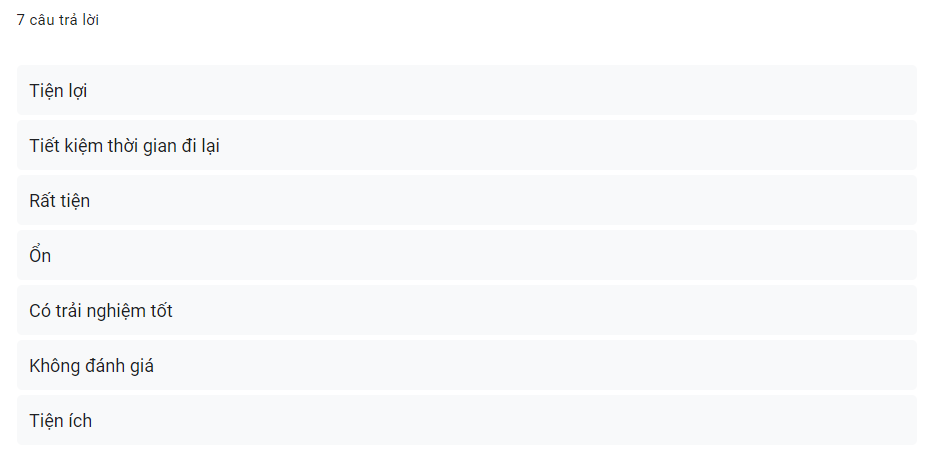 7 câu trả lời
Tiện lợi
Tiết kiệm thời gian đi lại
Rất tiện
Ổn
Có trải nghiệm tốt
Không đánh giá
Tiện ích